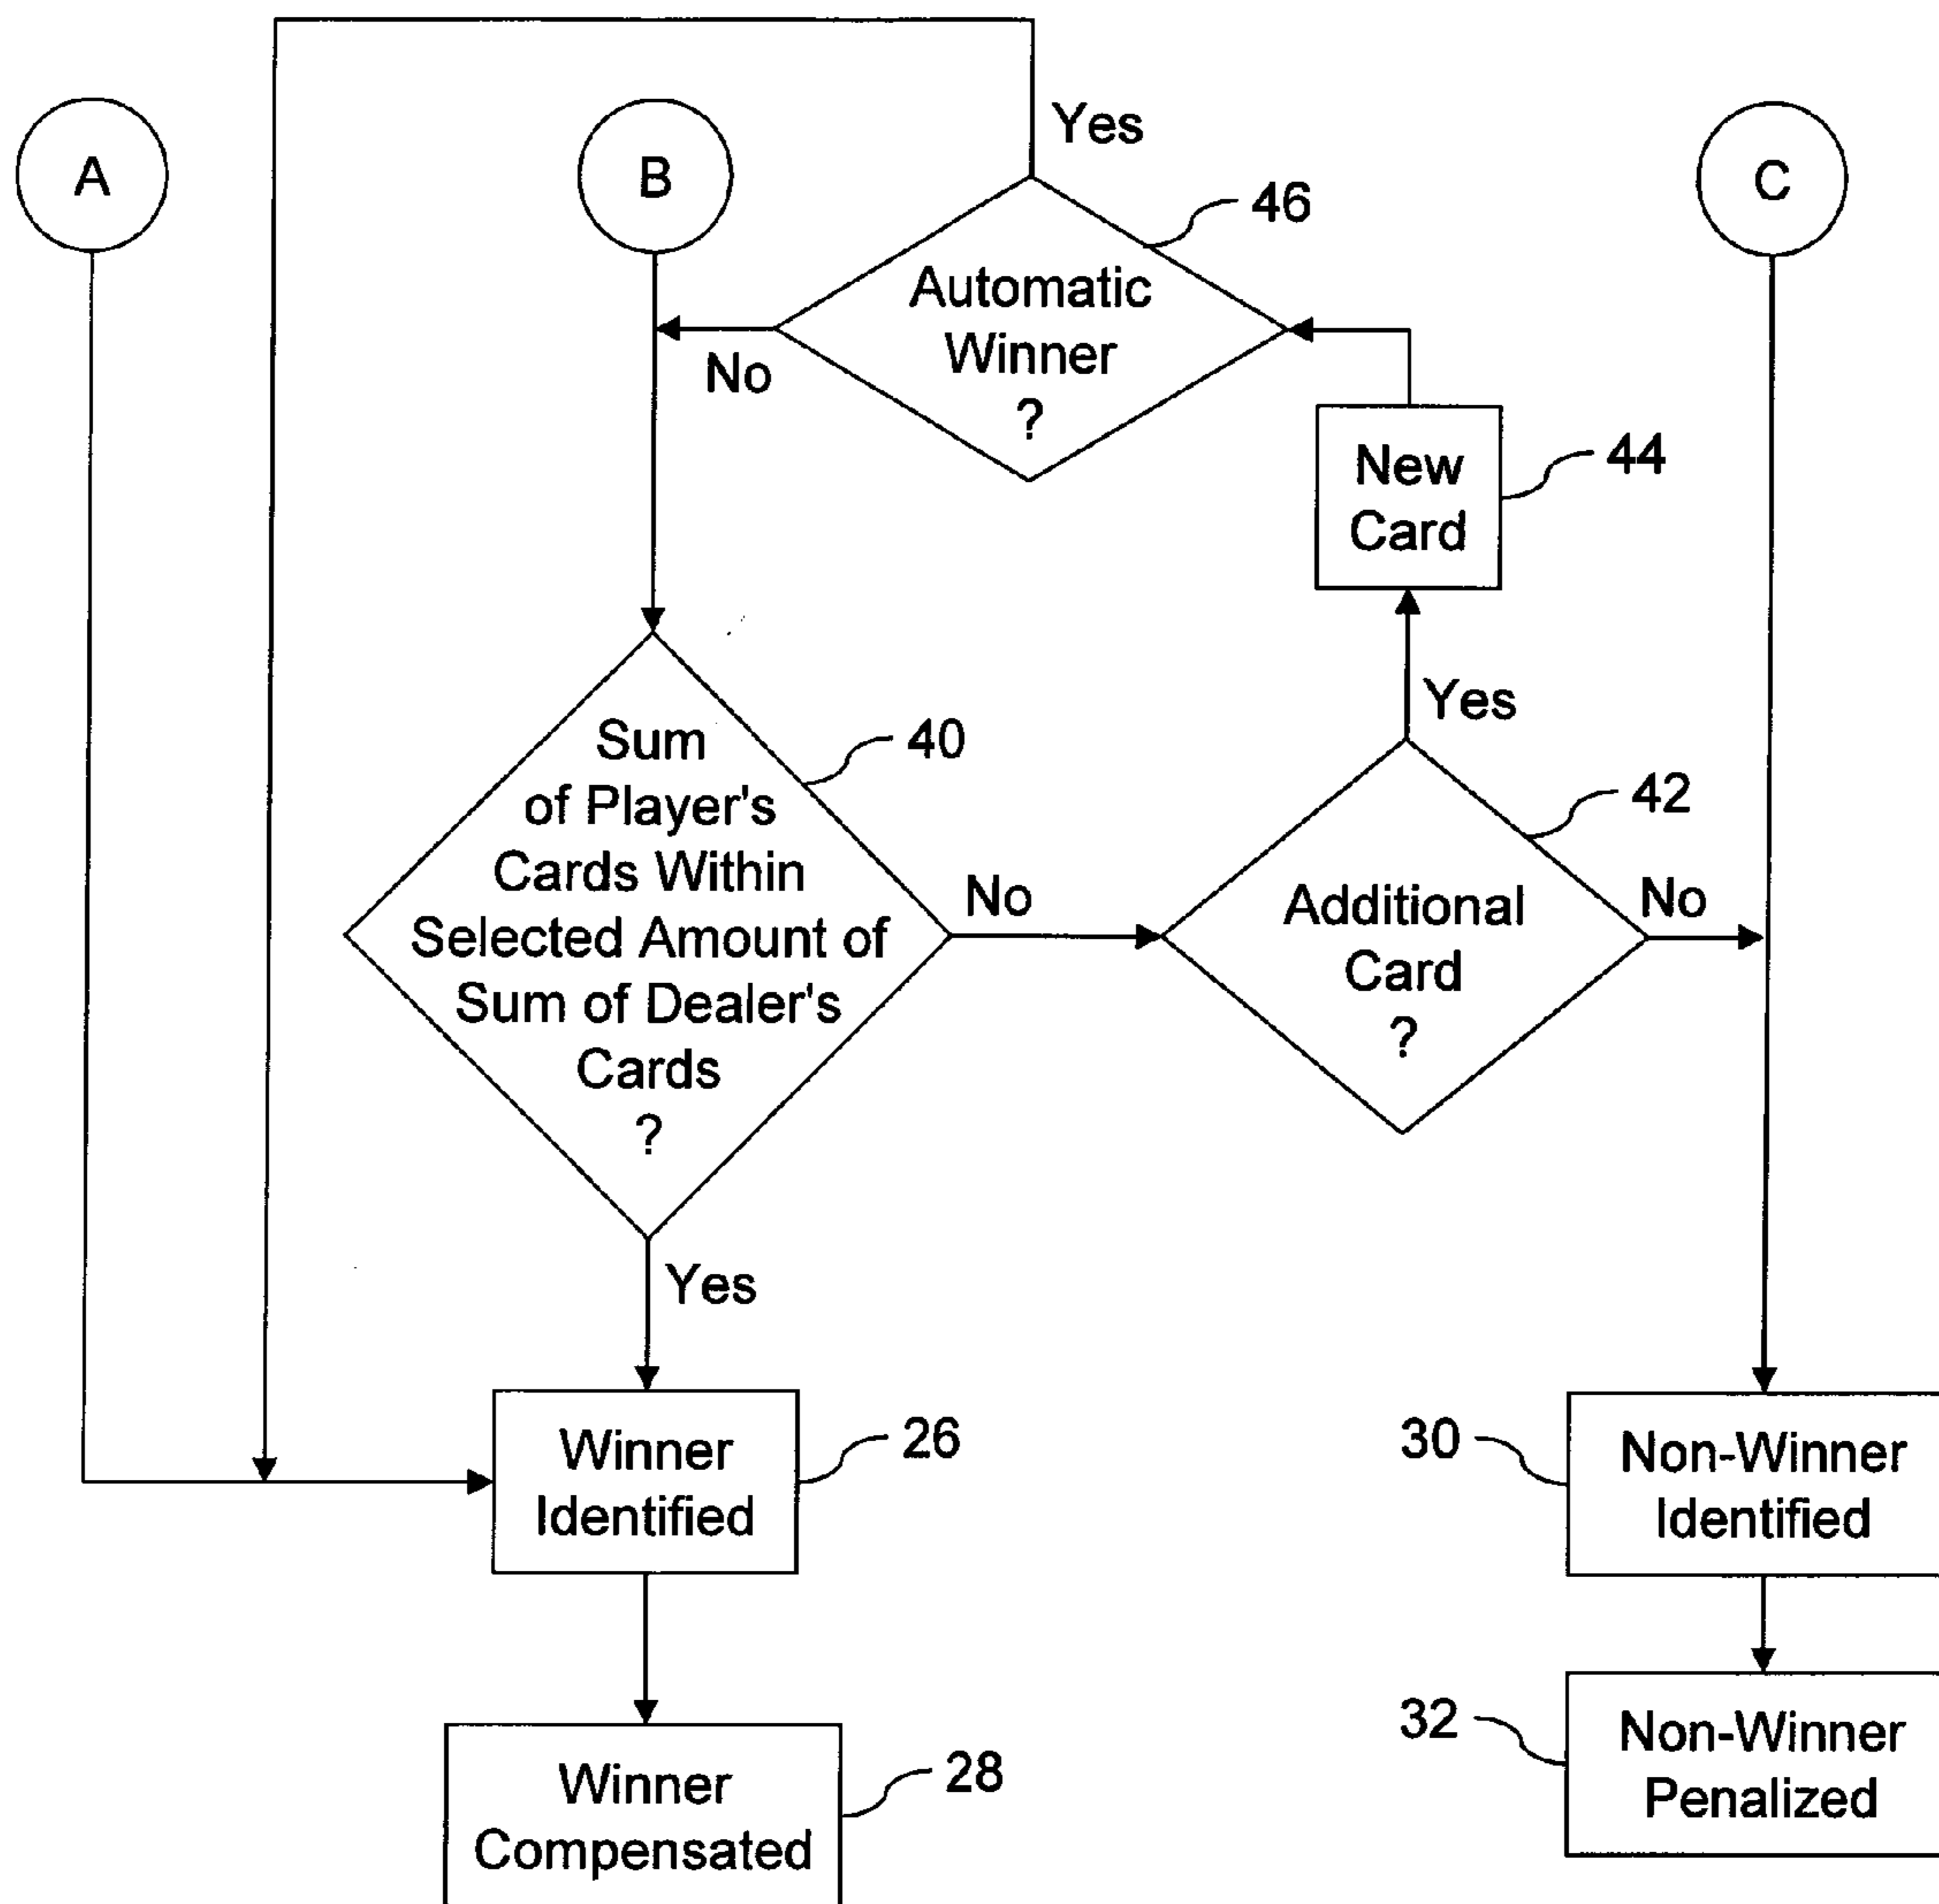 A
B
Yes
C
46
Automatic
Winner
?
No
New
Card
44
Yes
Sum
of Player's
Cards Within
Selected Amount of
Sum of Dealer's
Cards
?
40
No
42
Additional
Card
?
No
Yes
Winner
Identified
26
30
Non-Winner
Identified
Winner
Compensated
28
32
Non-Winner
Penalized